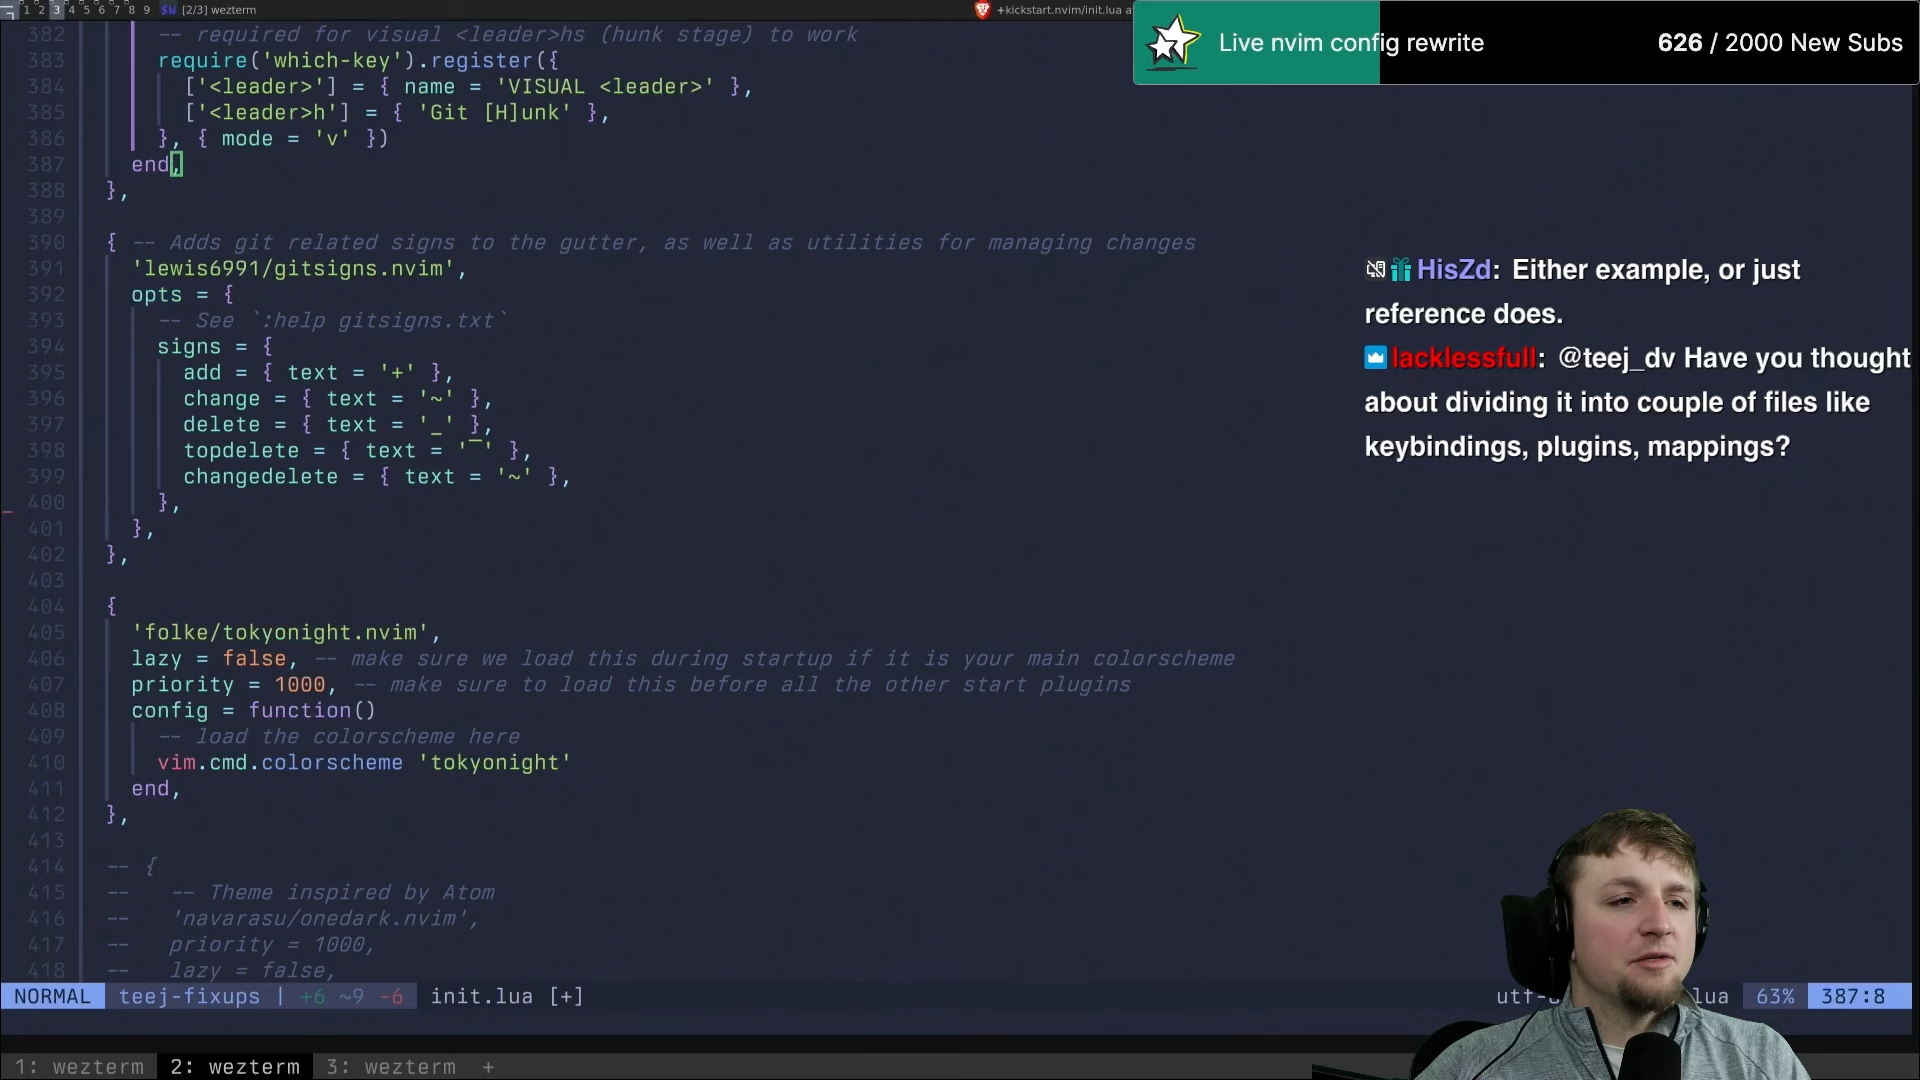 1 2 3 4 5 6 7 8 9 $W [2/3] wezterm
+kickstart.nvim/init.lua
Live nvim config rewrite
626 / 2000 New Subs
382 -- required for visual <leader>hs (hunk stage) to work
383 require('which-key').register({
384 ['<leader>'] = { name = 'VISUAL <leader>' },
385 ['<leader>h'] = { 'Git [H]unk' },
386 }, { mode = 'v' })
387 end,
388 },
389
390 { -- Adds git related signs to the gutter, as well as utilities for managing changes
391 'lewis6991/gitsigns.nvim',
392 opts = {
393 -- See `:help gitsigns.txt`
394 signs = {
395 add = { text = '+' },
396 change = { text = '~' },
397 delete = { text = '_' },
398 topdelete = { text = '‾' },
399 changedelete = { text = '~' },
400 },
401 },
402 },
403
404 {
405 'folke/tokyonight.nvim',
406 lazy = false, -- make sure we load this during startup if it is your main colorscheme
407 priority = 1000, -- make sure to load this before all the other start plugins
408 config = function()
409 -- load the colorscheme here
410 vim.cmd.colorscheme 'tokyonight'
411 end,
412 },
413
414 -- {
415 -- -- Theme inspired by Atom
416 -- 'navarasu/onedark.nvim',
417 -- priority = 1000,
418 -- lazy = false,
HisZd: Either example, or just
reference does.
lacklessfull: @teej_dv Have you thought
about dividing it into couple of files like
keybindings, plugins, mappings?
NORMAL teej-fixups | +6 ~9 -6 init.lua [+]
utf- lua 63% 387:8
1: wezterm 2: wezterm 3: wezterm +